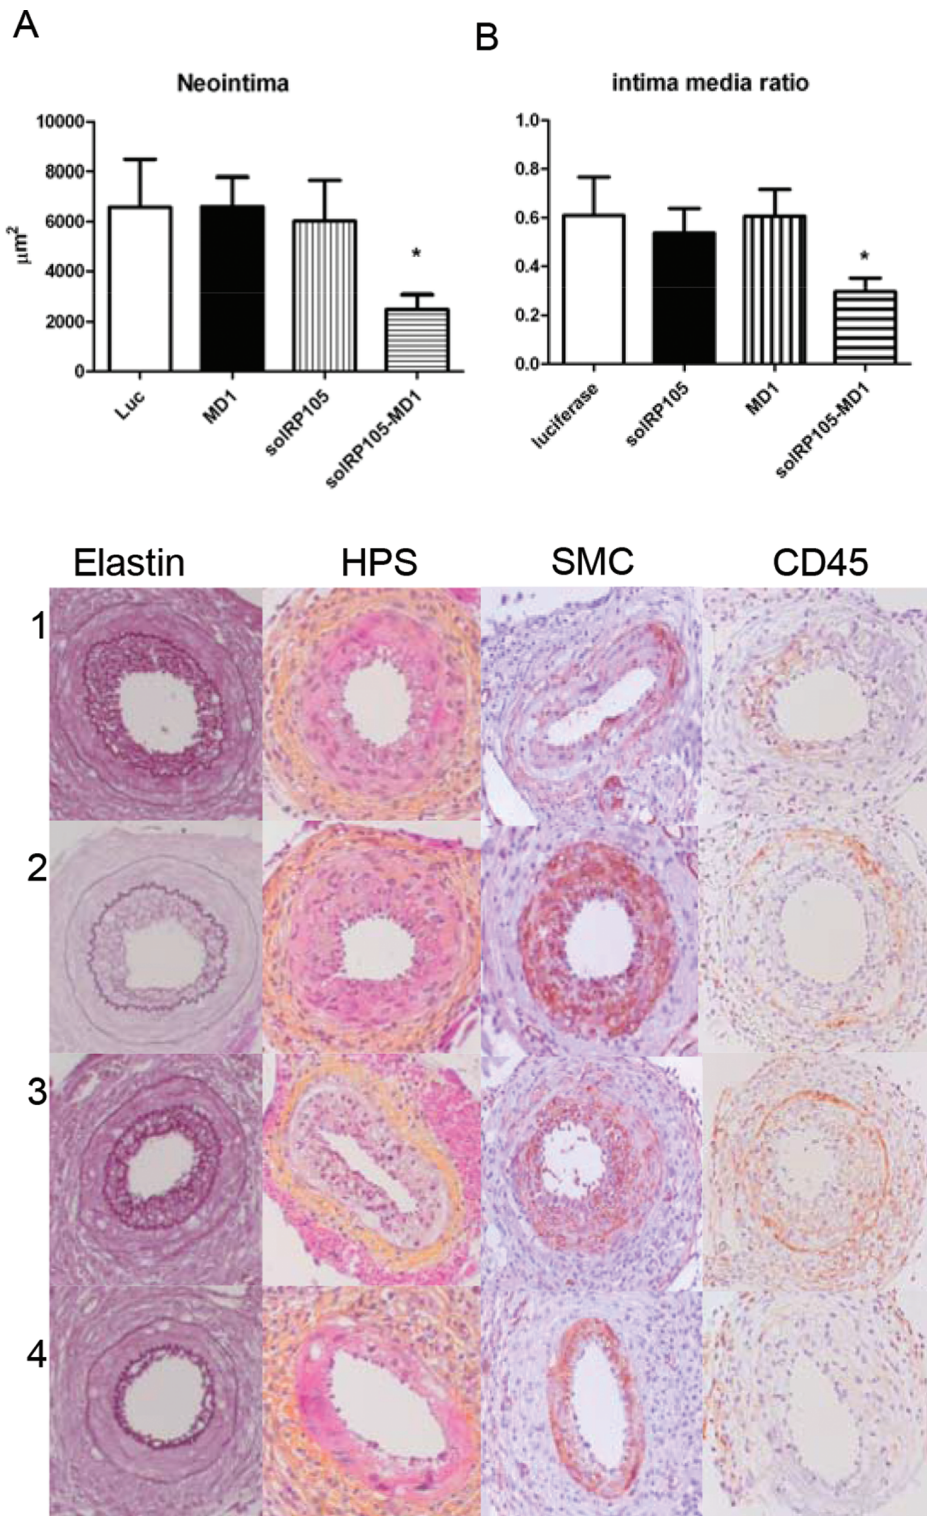 A
B
Neointima
intima media ratio
10000
8000
6000
4000
2000
0
μm²
*
Luc
MD1
solRP105
solRP105-MD1
1.0
0.8
0.6
0.4
0.2
0.0
*
luciferase
solRP105
MD1
solRP105-MD1
Elastin HPS SMC CD45
1
2
3
4